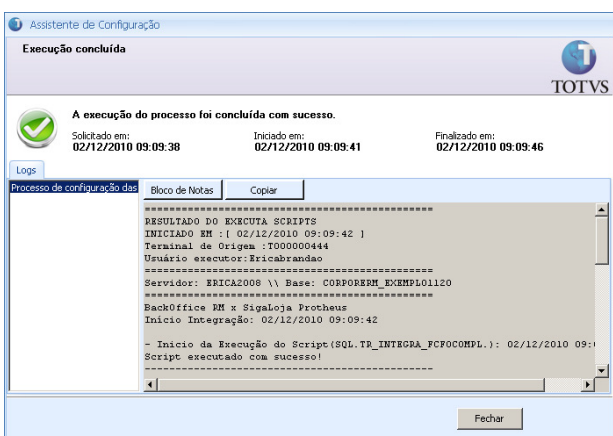 Assistente de Configuração
Execução concluída
TOTVS
A execução do processo foi concluída com sucesso.
Solicitado em: Iniciado em: Finalizado em:
02/12/2010 09:09:38 02/12/2010 09:09:41 02/12/2010 09:09:46
Logs
Processo de configuração das
Bloco de Notas Copiar
================================================
RESULTADO DO EXECUTA SCRIPTS
INICIADO EM :[ 02/12/2010 09:09:42 ]
Terminal de Origem :T000000444
Usuário executor:Ericabrandao
================================================
Servidor: ERICA2008 \\ Base: CORPORERM_EXEMPLO1120
================================================
BackOffice RM x SigaLoja Protheus
Início Integração: 02/12/2010 09:09:42
- Inicio da Execução do Script(SQL.TR_INTEGRA_FCFOCOMPL.): 02/12/2010 09:
Script executado com sucesso!
------------------------------------------------
Fechar